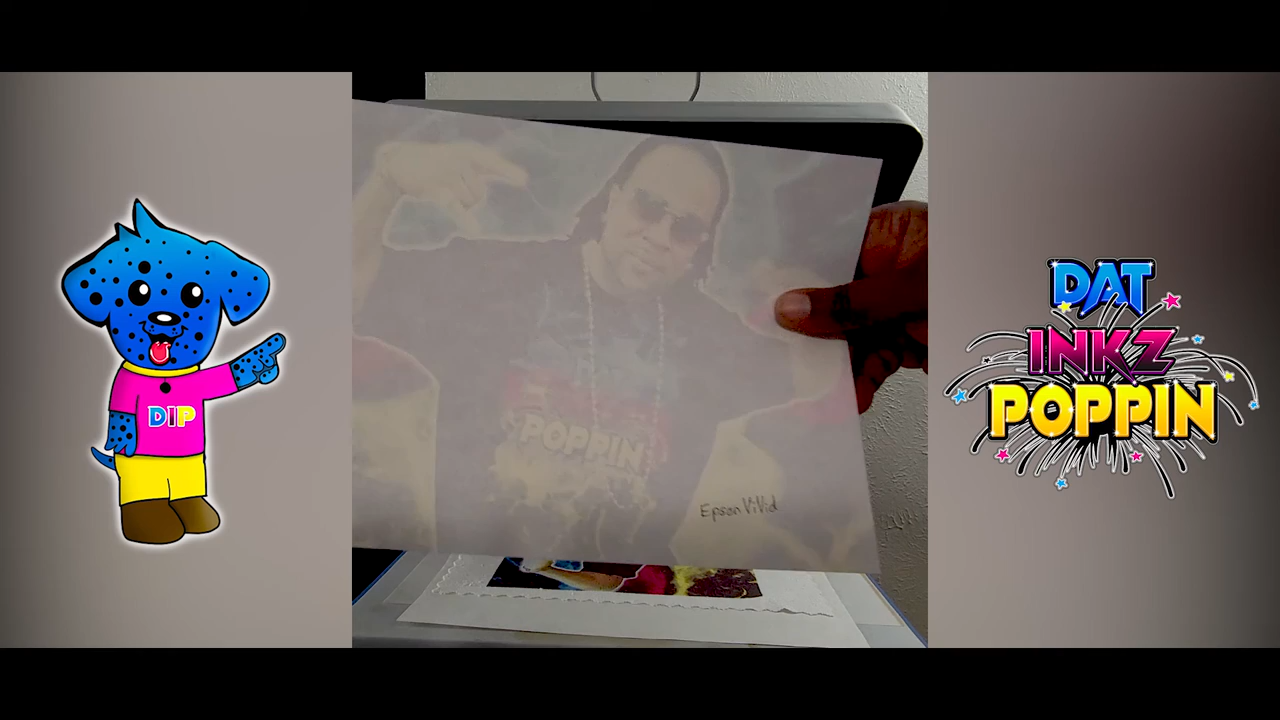 DIP
POPPIN
Epson ViVid
DAT
INKZ
POPPIN